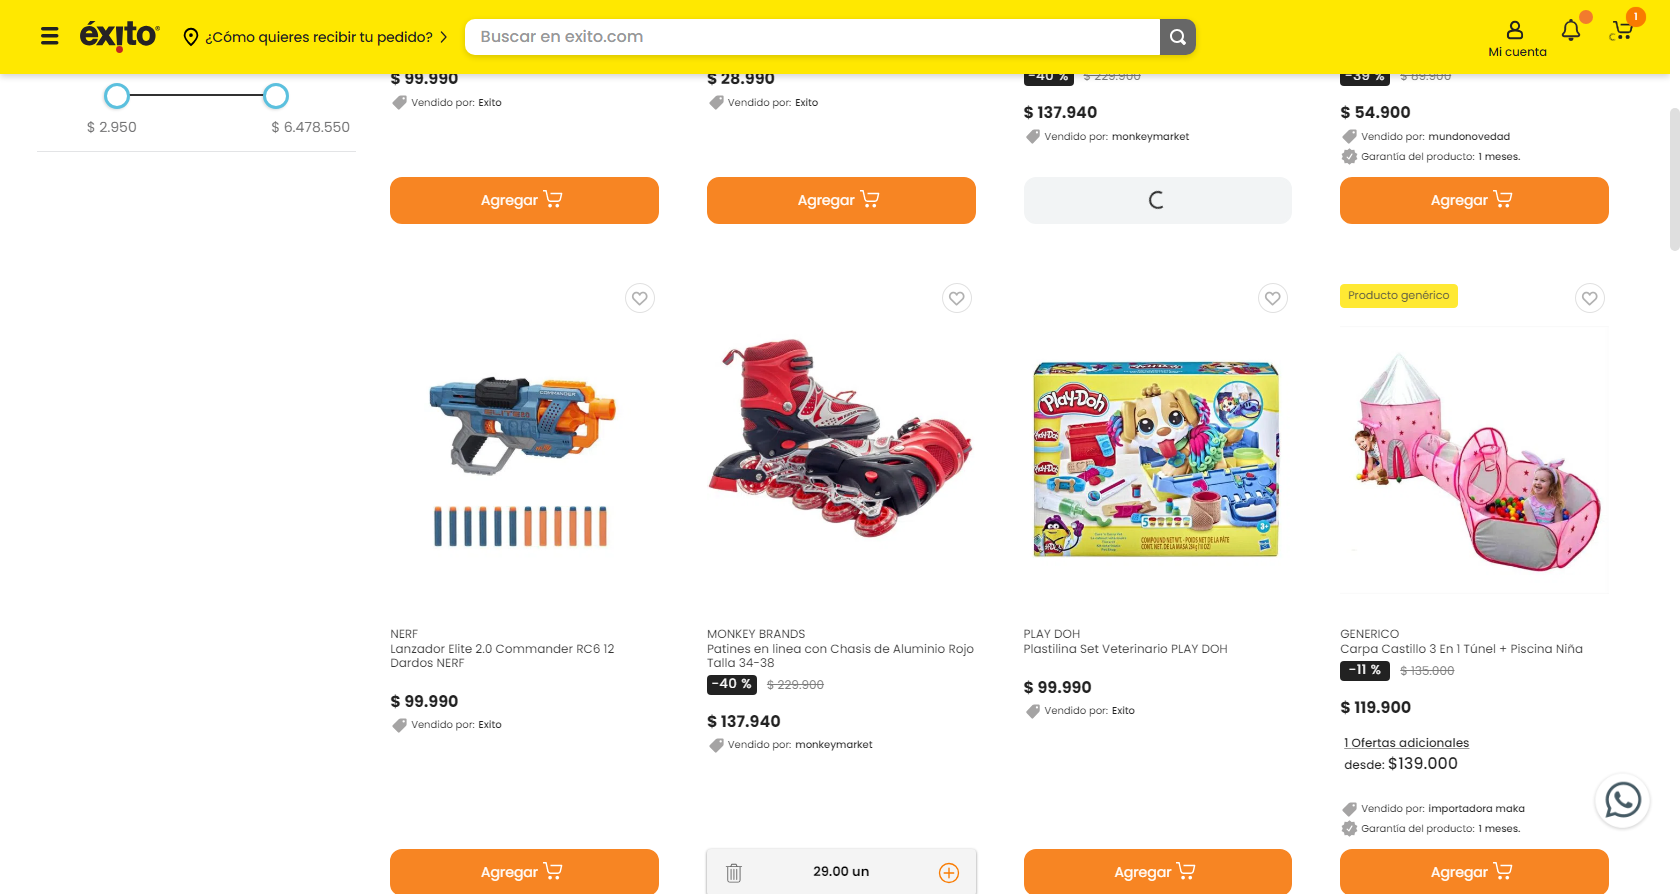 éxito
¿Cómo quieres recibir tu pedido?
Buscar en exito.com
Mi cuenta
1
$ 2.950
$ 6.478.550
$ 99.990
Vendido por: Exito
Agregar
$ 28.990
Vendido por: Exito
Agregar
-40 % $ 229.900
$ 137.940
Vendido por: monkeymarket
-39 % $ 89.900
$ 54.900
Vendido por: mundonovedad
Garantía del producto: 1 meses.
Agregar
COMMANDER
NERF
Lanzador Elite 2.0 Commander RC6 12
Dardos NERF
$ 99.990
Vendido por: Exito
Agregar
MONKEY BRANDS
Patines en linea con Chasis de Aluminio Rojo
Talla 34-38
-40 % $ 229.900
$ 137.940
Vendido por: monkeymarket
29.00 un
Play-Doh
PLAY DOH
Plastilina Set Veterinario PLAY DOH
$ 99.990
Vendido por: Exito
Agregar
Producto genérico
GENERICO
Carpa Castillo 3 En 1 Túnel + Piscina Niña
-11 % $ 135.000
$ 119.900
1 Ofertas adicionales
desde: $139.000
Vendido por: importadora maka
Garantía del producto: 1 meses.
Agregar